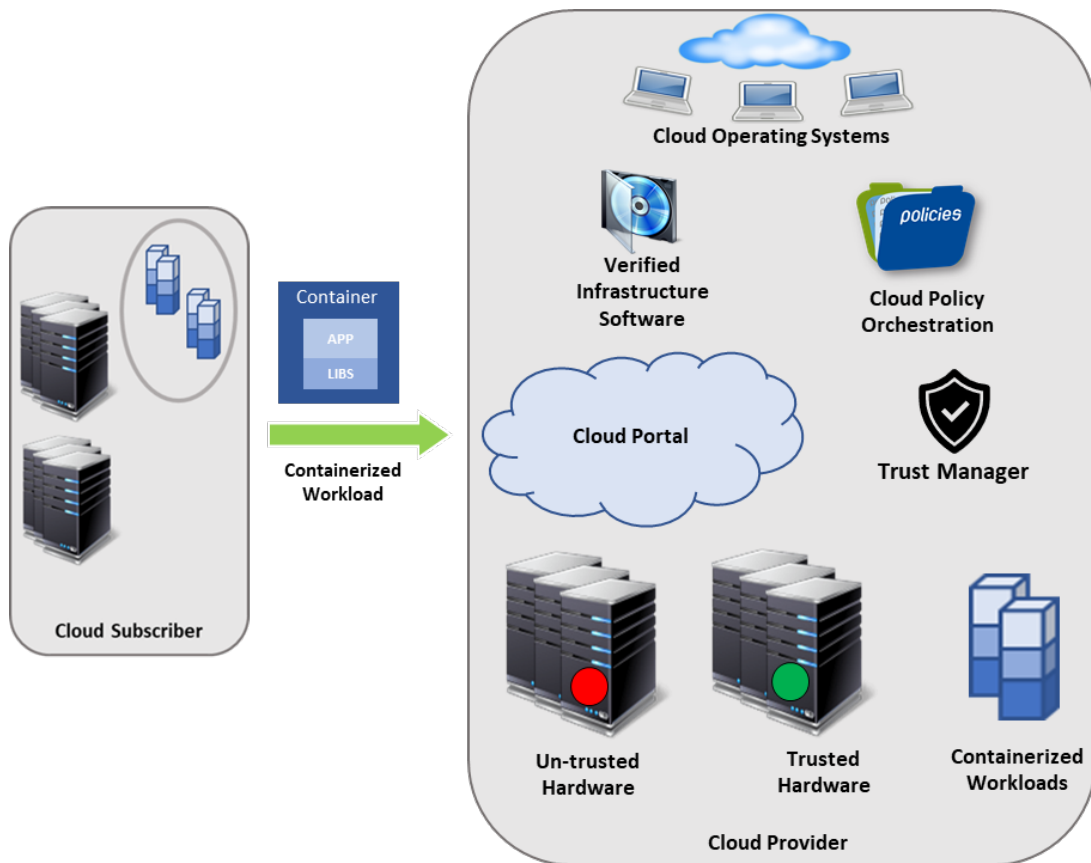 Cloud Operating Systems
policies
Verified
Infrastructure
Software
Cloud Policy
Orchestration
Container
APP
LIBS
Containerized
Workload
Cloud Portal
Trust Manager
Cloud Subscriber
Un-trusted
Hardware
Trusted
Hardware
Containerized
Workloads
Cloud Provider